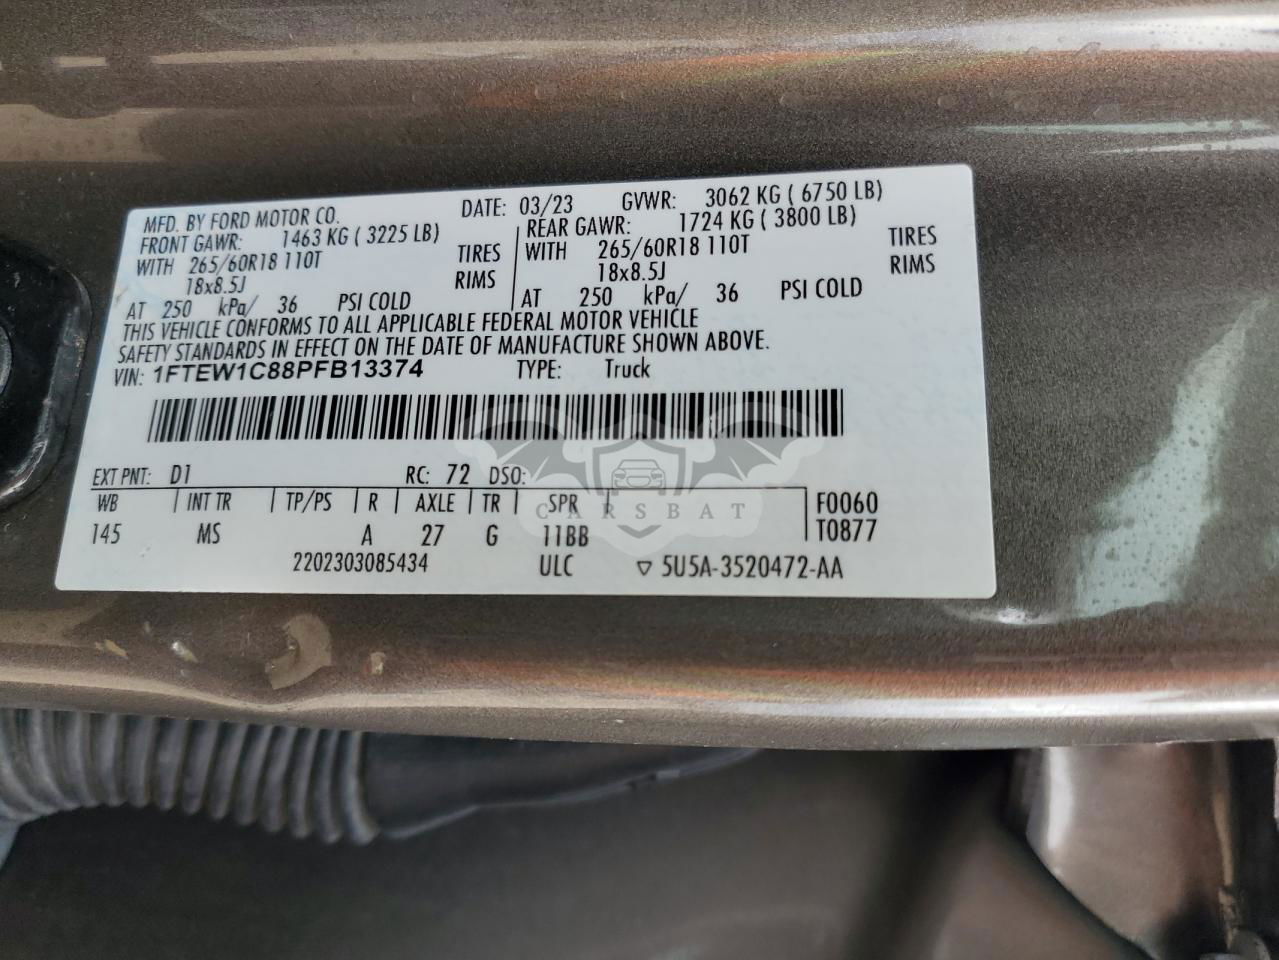 MFD. BY FORD MOTOR CO. DATE: 03/23 GVWR: 3062 KG ( 6750 LB)
FRONT GAWR: 1463 KG ( 3225 LB) REAR GAWR: 1724 KG ( 3800 LB)
WITH 265/60R18 110T TIRES WITH 265/60R18 110T TIRES
18x8.5J RIMS 18x8.5J RIMS
AT 250 kPa/ 36 PSI COLD AT 250 kPa/ 36 PSI COLD
THIS VEHICLE CONFORMS TO ALL APPLICABLE FEDERAL MOTOR VEHICLE
SAFETY STANDARDS IN EFFECT ON THE DATE OF MANUFACTURE SHOWN ABOVE.
VIN: 1FTEW1C88PFB13374 TYPE: Truck
EXT PNT: D1 RC: 72 DSO:
WB | INT TR | TP/PS | R | AXLE | TR | SPR | F0060
145 MS A 27 G 11BB T0877
2202303085434 ULC ▽ 5U5A-3520472-AA
CARSBAT